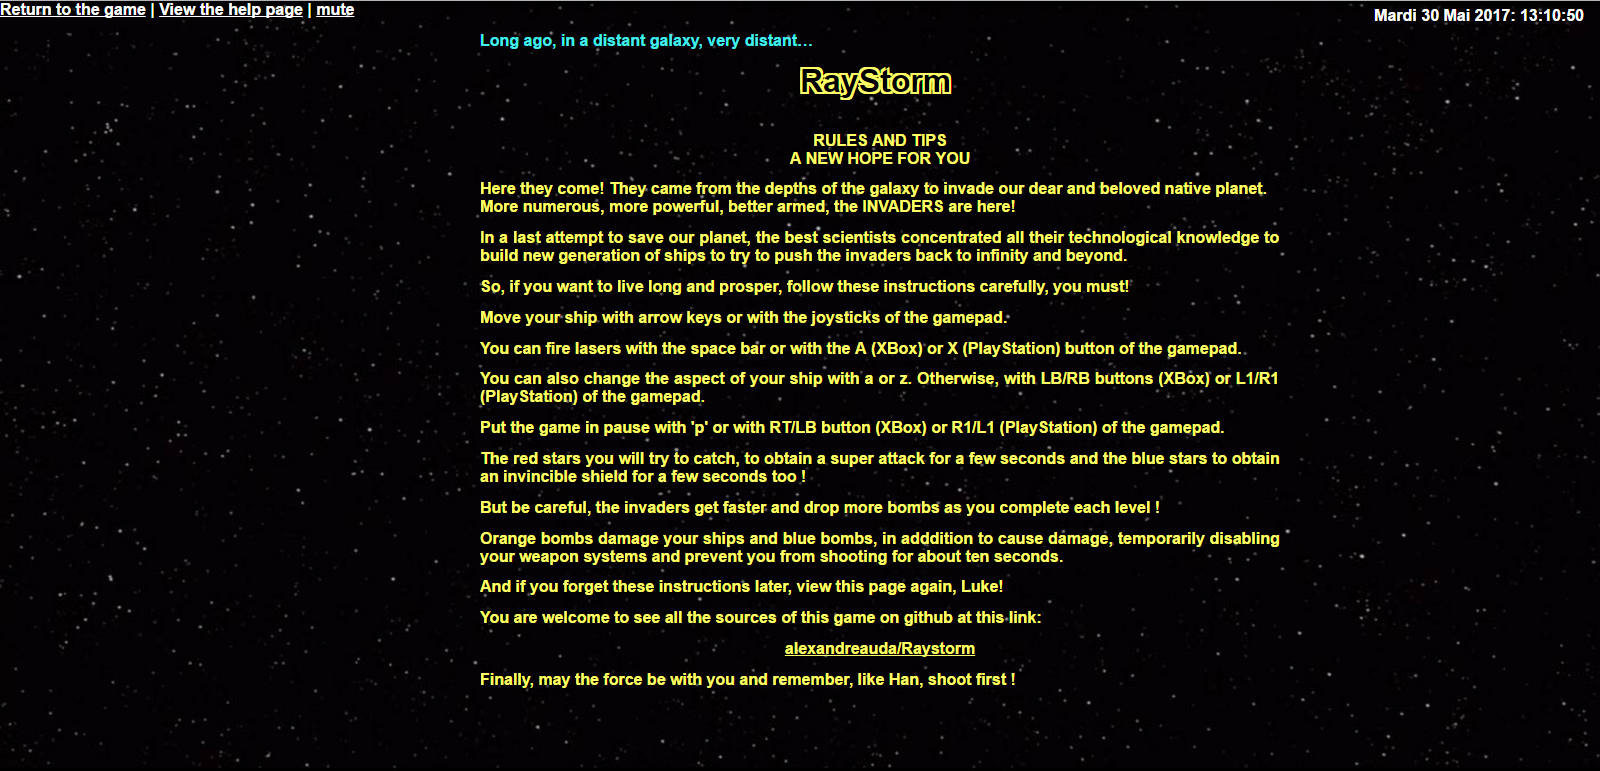 Return to the game | View the help page | mute
Mardi 30 Mai 2017: 13:10:50
Long ago, in a distant galaxy, very distant…
RayStorm
RULES AND TIPS
A NEW HOPE FOR YOU
Here they come! They came from the depths of the galaxy to invade our dear and beloved native planet.
More numerous, more powerful, better armed, the INVADERS are here!
In a last attempt to save our planet, the best scientists concentrated all their technological knowledge to
build new generation of ships to try to push the invaders back to infinity and beyond.
So, if you want to live long and prosper, follow these instructions carefully, you must!
Move your ship with arrow keys or with the joysticks of the gamepad.
You can fire lasers with the space bar or with the A (XBox) or X (PlayStation) button of the gamepad.
You can also change the aspect of your ship with a or z. Otherwise, with LB/RB buttons (XBox) or L1/R1
(PlayStation) of the gamepad.
Put the game in pause with 'p' or with RT/LB button (XBox) or R1/L1 (PlayStation) of the gamepad.
The red stars you will try to catch, to obtain a super attack for a few seconds and the blue stars to obtain
an invincible shield for a few seconds too !
But be careful, the invaders get faster and drop more bombs as you complete each level !
Orange bombs damage your ships and blue bombs, in adddition to cause damage, temporarily disabling
your weapon systems and prevent you from shooting for about ten seconds.
And if you forget these instructions later, view this page again, Luke!
You are welcome to see all the sources of this game on github at this link:
alexandreauda/Raystorm
Finally, may the force be with you and remember, like Han, shoot first !